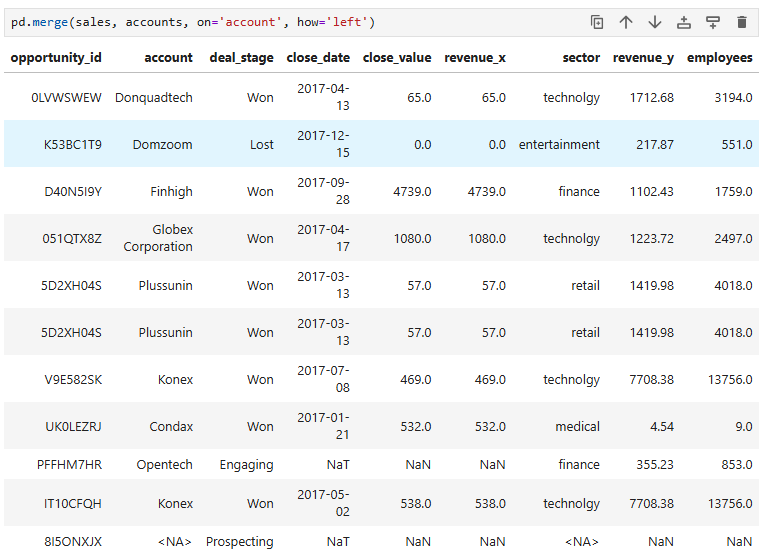 pd.merge(sales, accounts, on='account', how='left')
opportunity_id account deal_stage close_date close_value revenue_x sector revenue_y employees
0LVWSWEW Donquadtech Won 2017-04-13 65.0 65.0 technolgy 1712.68 3194.0
K53BC1T9 Domzoom Lost 2017-12-15 0.0 0.0 entertainment 217.87 551.0
D40N5I9Y Finhigh Won 2017-09-28 4739.0 4739.0 finance 1102.43 1759.0
051QTX8Z Globex Corporation Won 2017-04-17 1080.0 1080.0 technolgy 1223.72 2497.0
5D2XH04S Plussunin Won 2017-03-13 57.0 57.0 retail 1419.98 4018.0
5D2XH04S Plussunin Won 2017-03-13 57.0 57.0 retail 1419.98 4018.0
V9E582SK Konex Won 2017-07-08 469.0 469.0 technolgy 7708.38 13756.0
UK0LEZRJ Condax Won 2017-01-21 532.0 532.0 medical 4.54 9.0
PFFHM7HR Opentech Engaging NaT NaN NaN finance 355.23 853.0
IT10CFQH Konex Won 2017-05-02 538.0 538.0 technolgy 7708.38 13756.0
8I5ONXJX <NA> Prospecting NaT NaN NaN <NA> NaN NaN